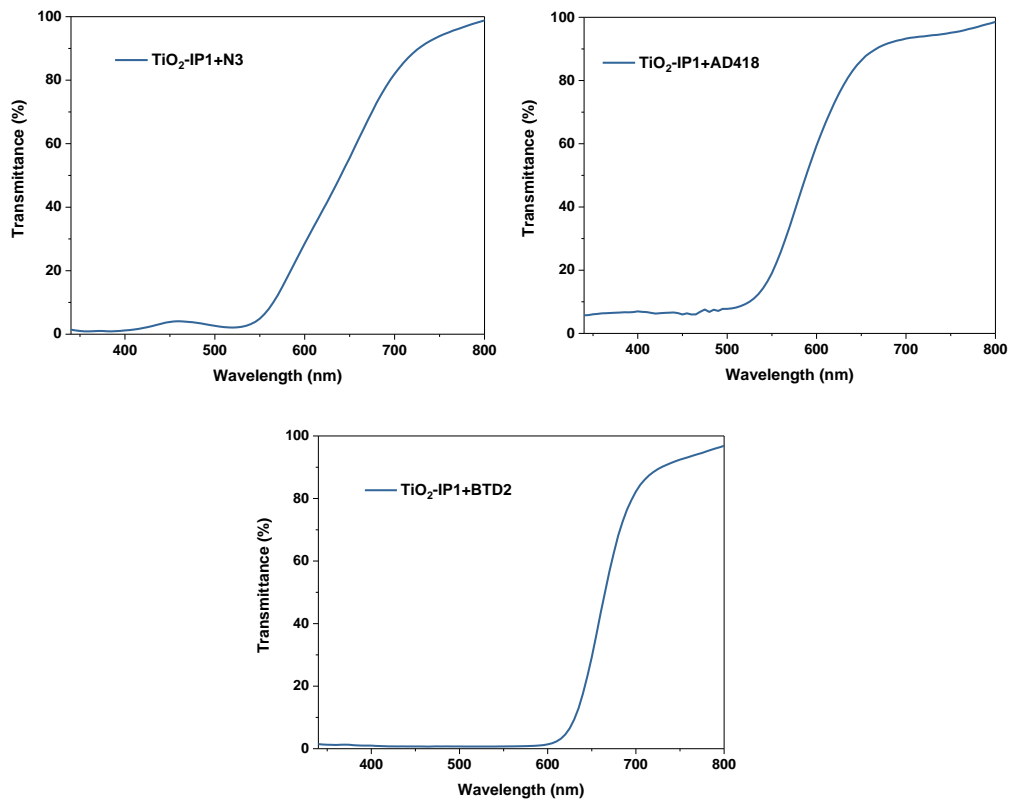 100
80
60
40
20
0
Transmittance (%)
TiO₂-IP1+N3
400 500 600 700 800
Wavelength (nm)
100
80
60
40
20
0
Transmittance (%)
TiO₂-IP1+AD418
400 500 600 700 800
Wavelength (nm)
100
80
60
40
20
0
Transmittance (%)
TiO₂-IP1+BTD2
400 500 600 700 800
Wavelength (nm)